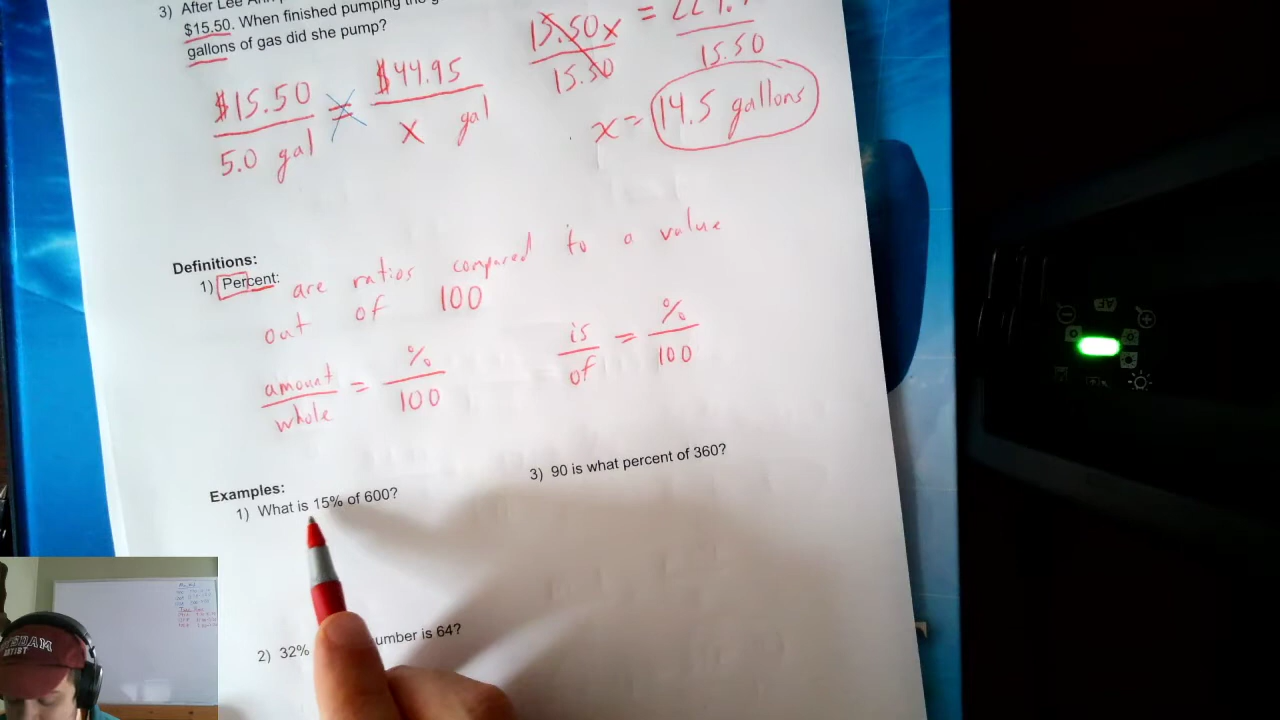 3) After Lee
$15.50. When finished pumping the
gallons of gas did she pump?
$15.50 / 5.0 gal = $44.95 / x gal
15.50x / 15.50 = / 15.50
x = 14.5 gallons
Definitions:
1) Percent: are ratios compared to a value
out of 100
amount / whole = % / 100
is / of = % / 100
Examples:
1) What is 15% of 600?
2) 32% umber is 64?
3) 90 is what percent of 360?
AF